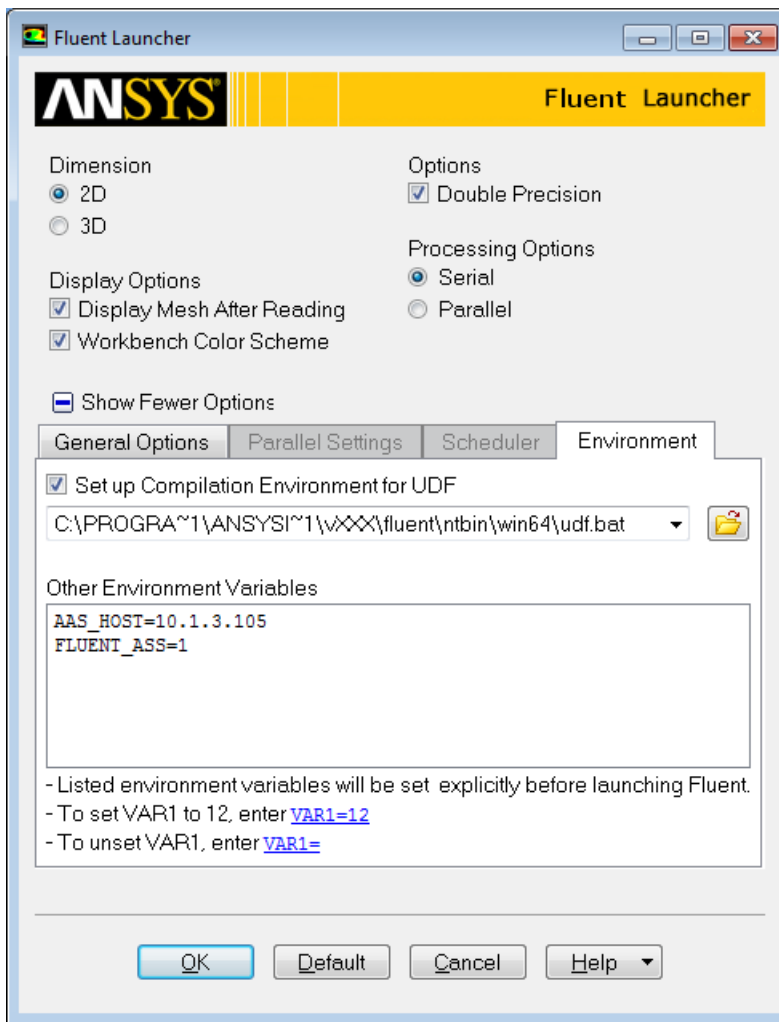 Fluent Launcher
ANSYS®
Fluent Launcher
Dimension
2D
3D
Options
Double Precision
Processing Options
Serial
Parallel
Display Options
Display Mesh After Reading
Workbench Color Scheme
Show Fewer Options
General Options Parallel Settings Scheduler Environment
Set up Compilation Environment for UDF
C:\PROGRA~1\ANSYSI~1\vXXX\fluent\ntbin\win64\udf.bat
Other Environment Variables
AAS_HOST=10.1.3.105
FLUENT_ASS=1
- Listed environment variables will be set explicitly before launching Fluent.
- To set VAR1 to 12, enter VAR1=12
- To unset VAR1, enter VAR1=
OK Default Cancel Help